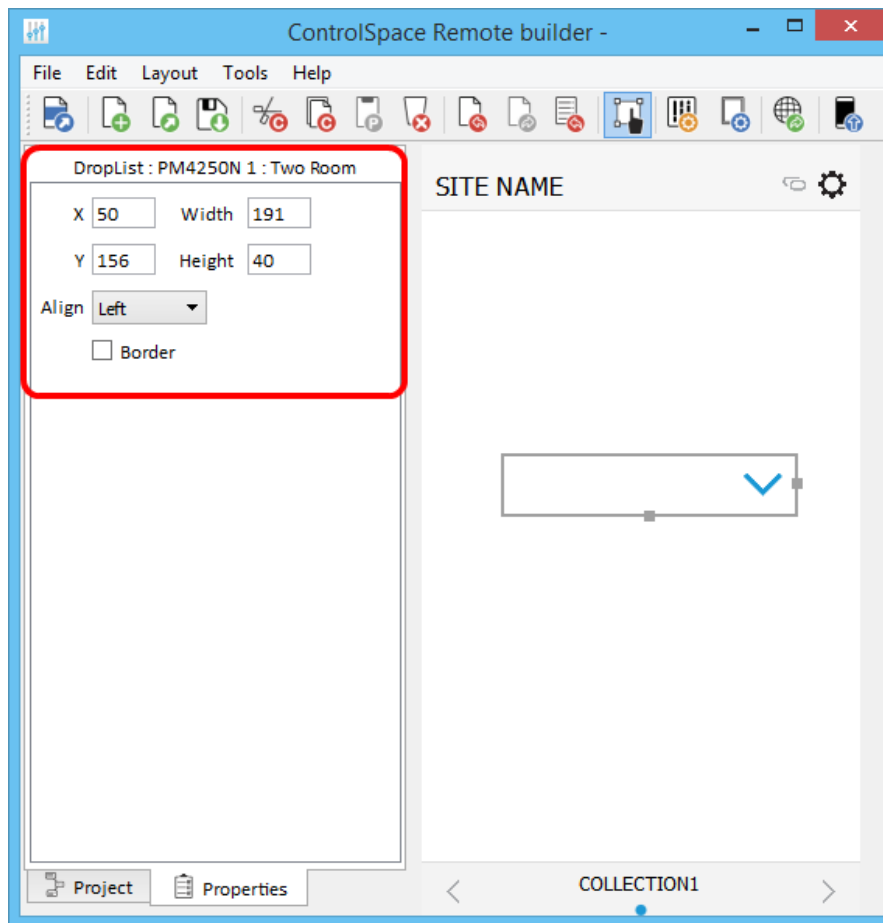 ControlSpace Remote builder -
File Edit Layout Tools Help
DropList : PM4250N 1 : Two Room
X 50 Width 191
Y 156 Height 40
Align Left
Border
SITE NAME
COLLECTION1
Project Properties